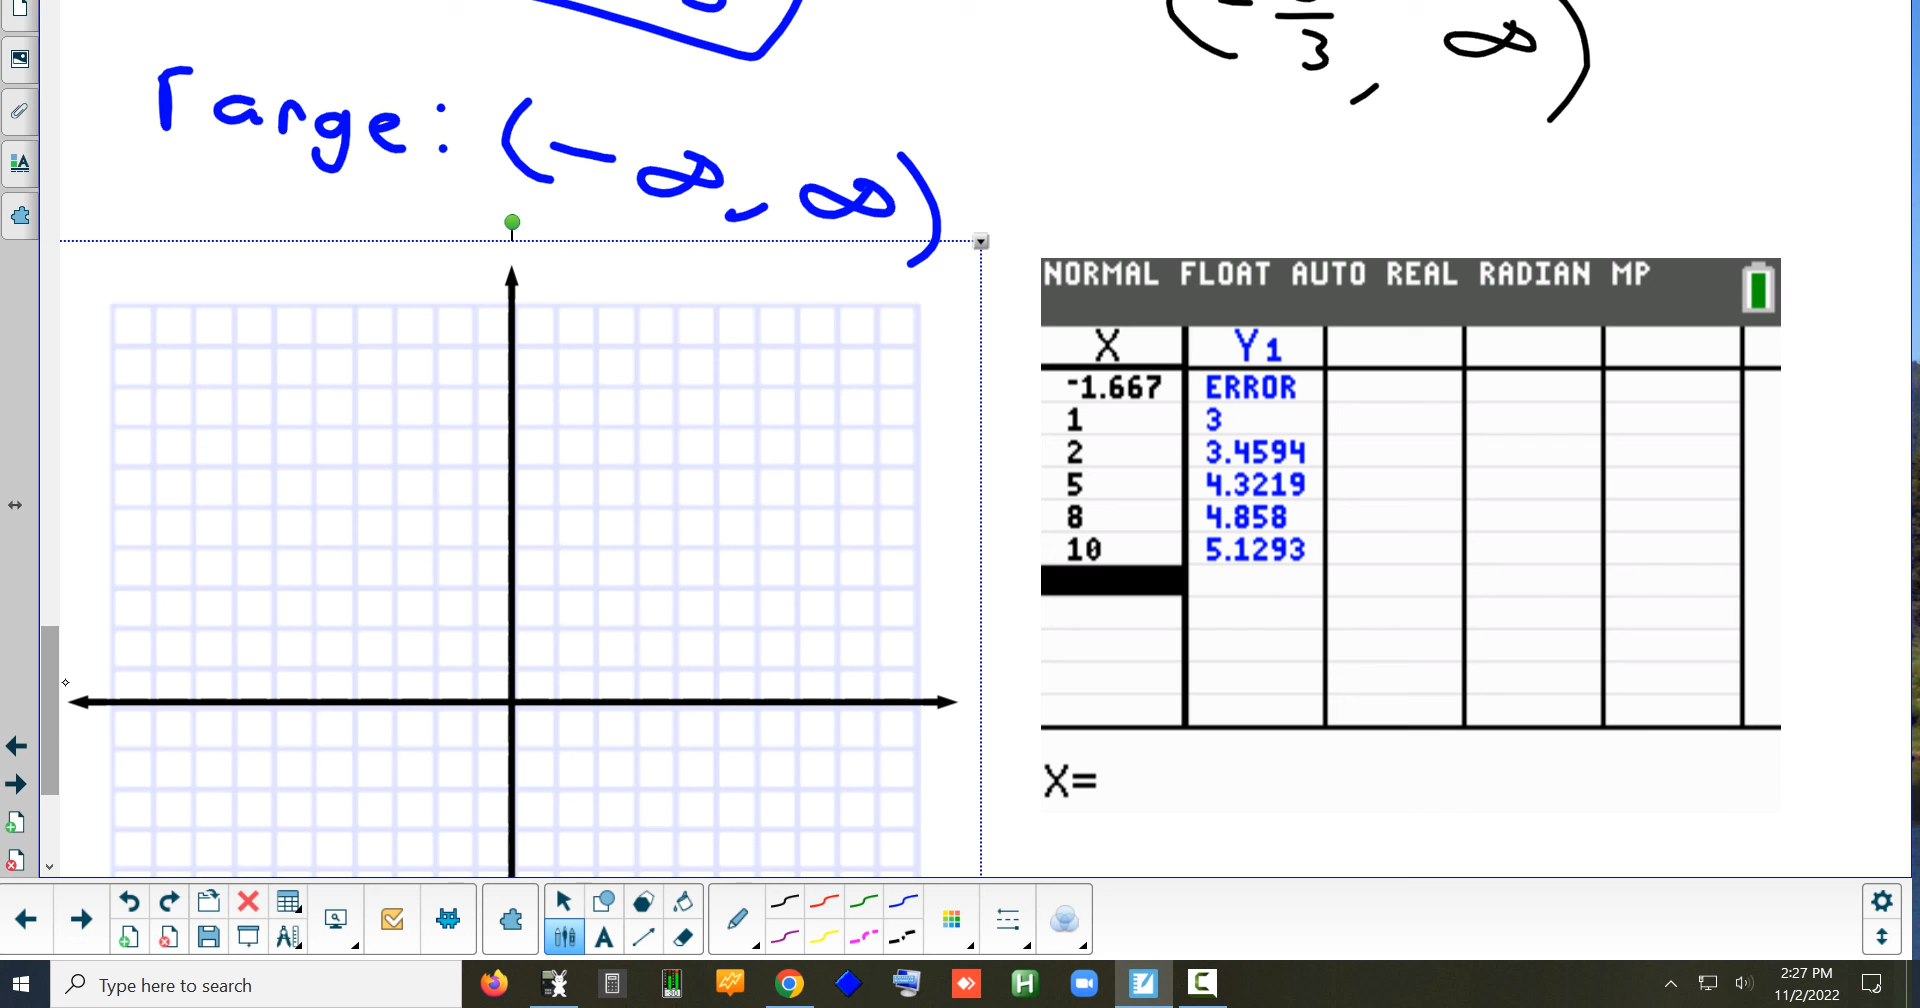 3, ∞)
range: (-∞, ∞)
NORMAL FLOAT AUTO REAL RADIAN MP
X Y1
-1.667 ERROR
1 3
2 3.4594
5 4.3219
8 4.858
10 5.1293
X=
Type here to search
2:27 PM
11/2/2022